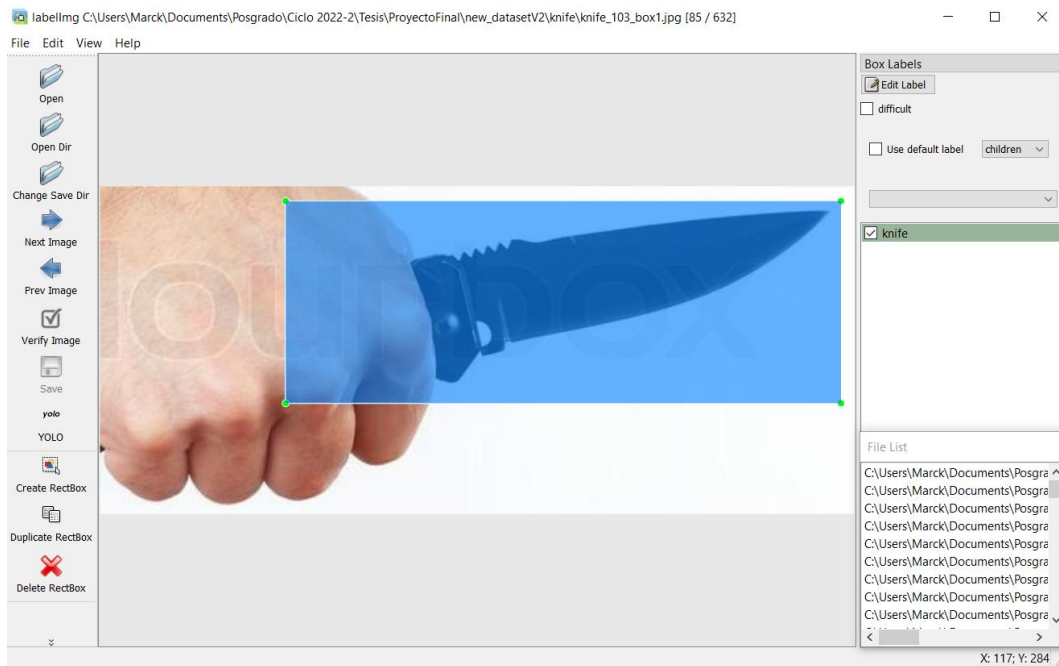 labelImg C:\Users\Marck\Documents\Posgrado\Ciclo 2022-2\Tesis\ProyectoFinal\new_datasetV2\knife\knife_103_box1.jpg [85 / 632]
File Edit View Help
Open
Open Dir
Change Save Dir
Next Image
Prev Image
Verify Image
Save
yolo
YOLO
Create RectBox
Duplicate RectBox
Delete RectBox
Box Labels
Edit Label
difficult
Use default label children
knife
File List
C:\Users\Marck\Documents\Posgra
C:\Users\Marck\Documents\Posgra
C:\Users\Marck\Documents\Posgra
C:\Users\Marck\Documents\Posgra
C:\Users\Marck\Documents\Posgra
C:\Users\Marck\Documents\Posgra
C:\Users\Marck\Documents\Posgra
C:\Users\Marck\Documents\Posgra
C:\Users\Marck\Documents\Posgra
X: 117; Y: 284